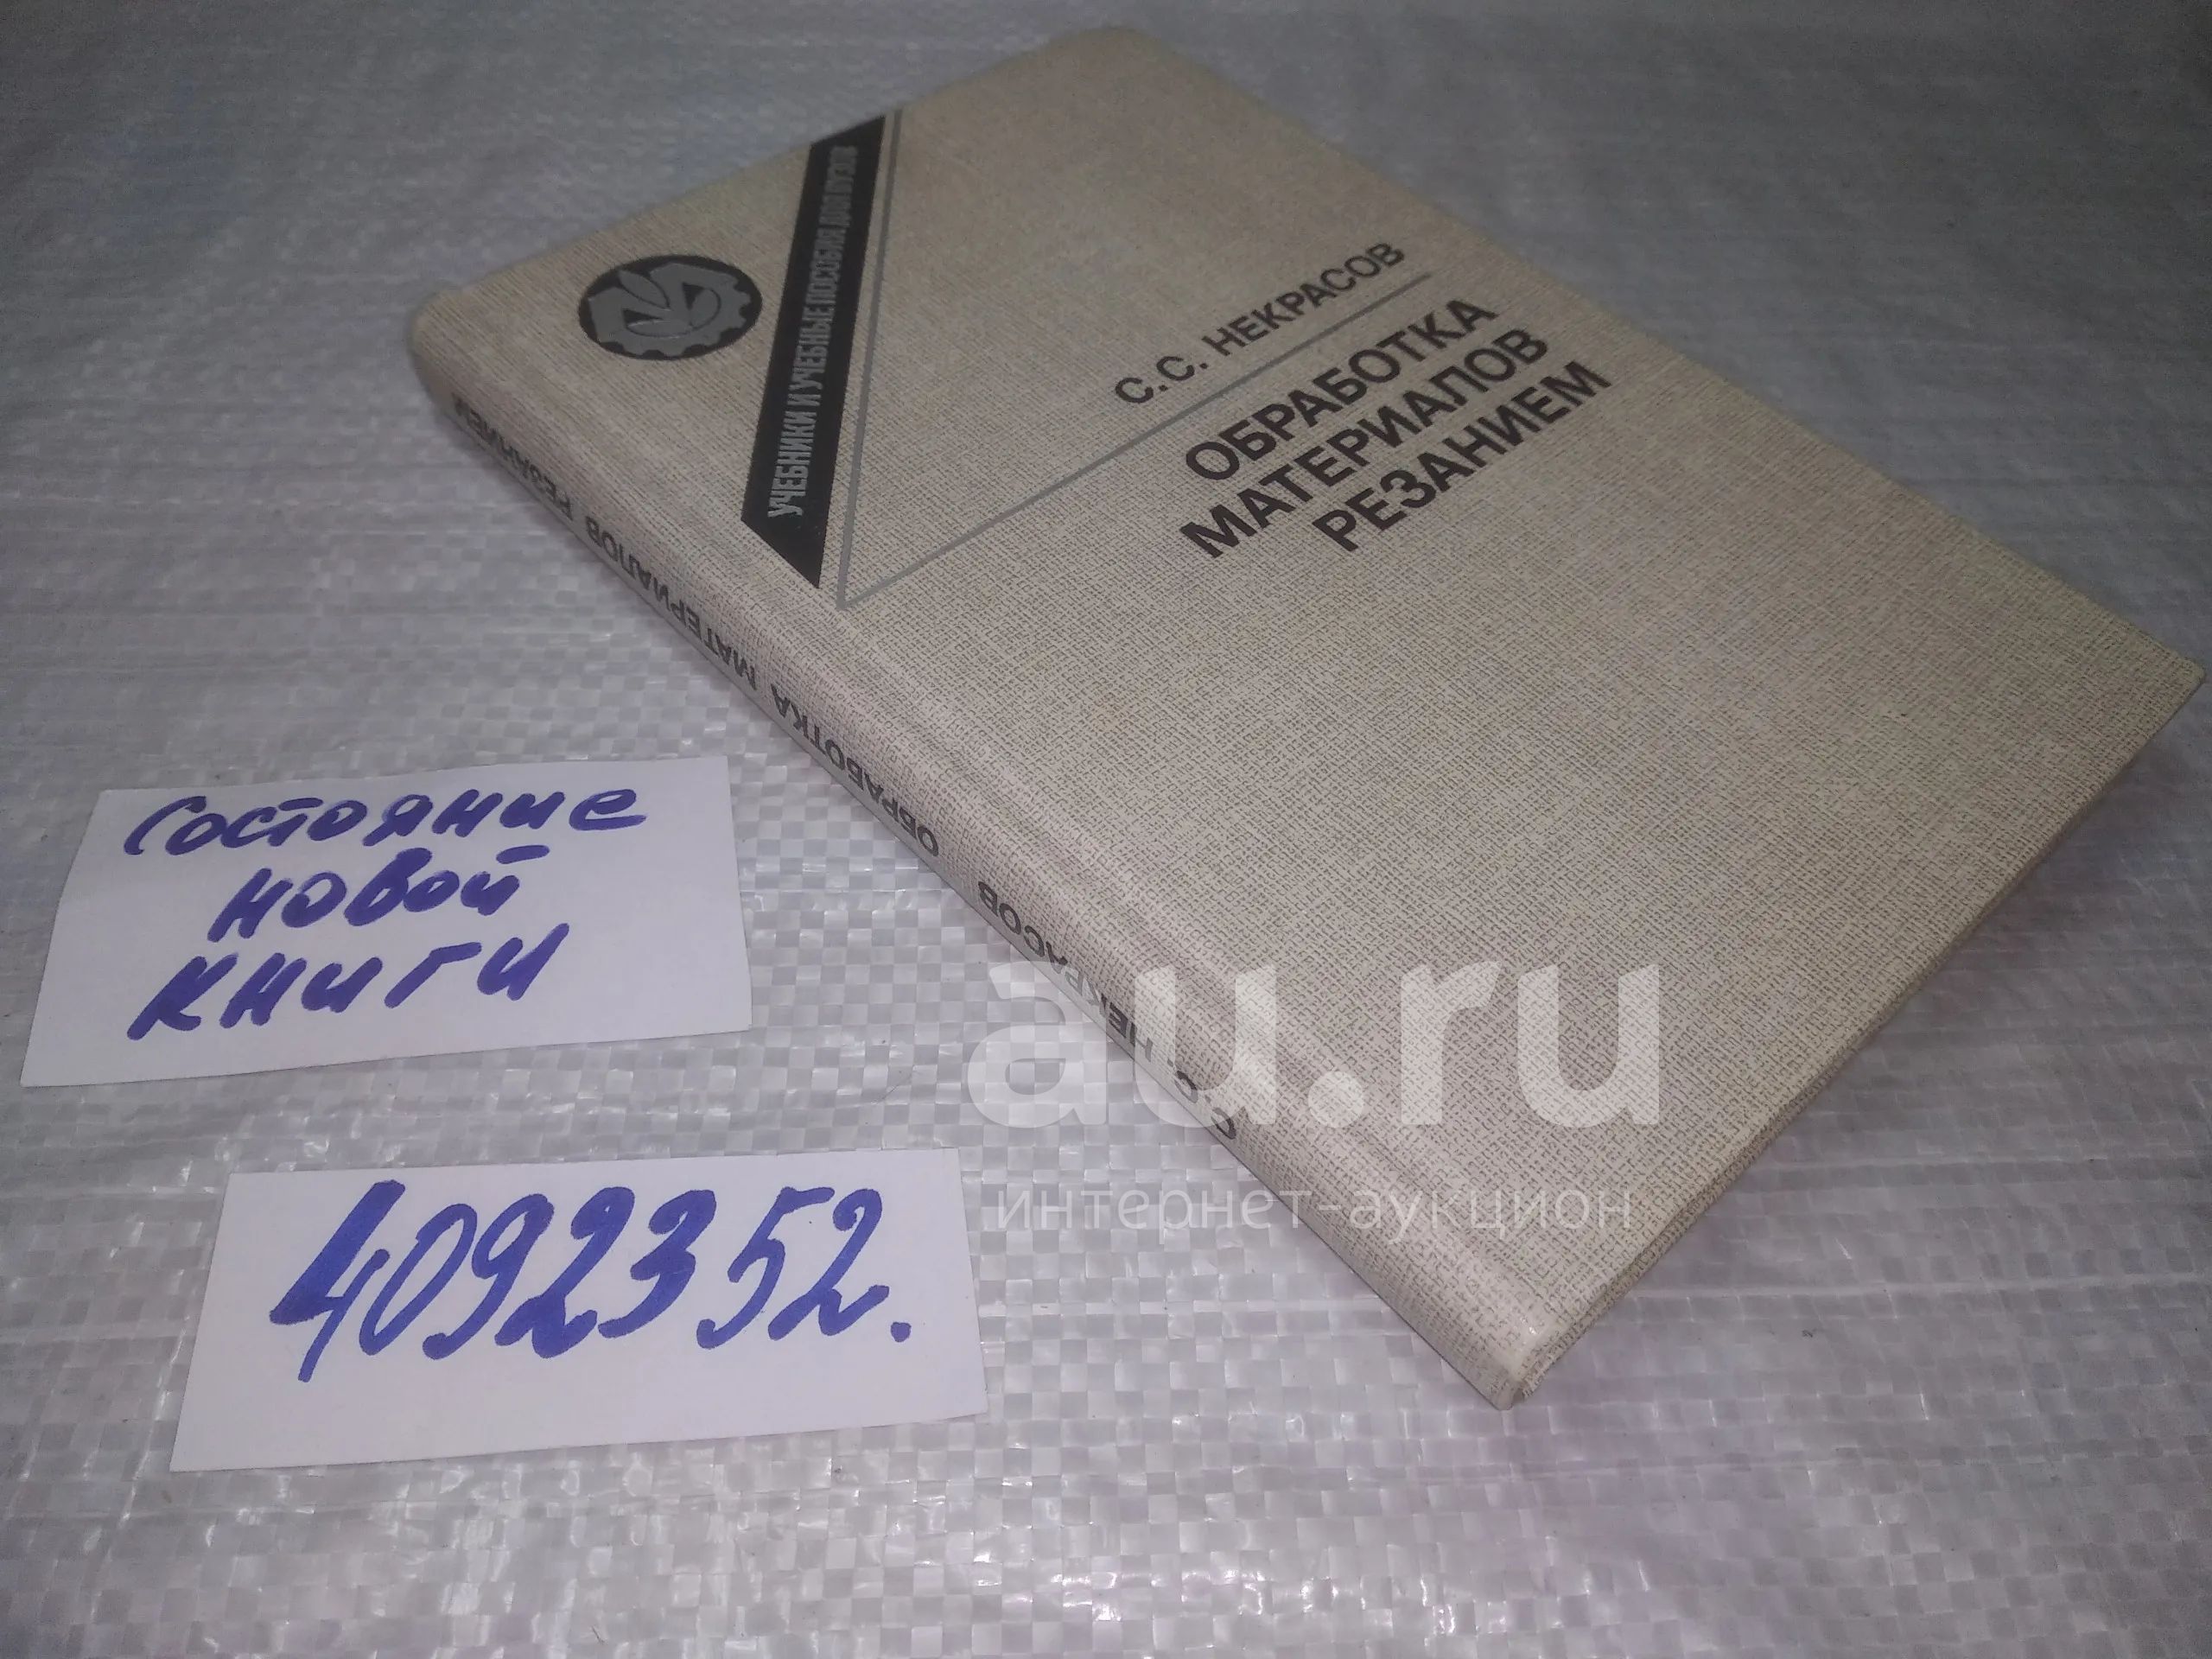 УЧЕБНИКИ И УЧЕБНЫЕ ПОСОБИЯ ДЛЯ ВУЗОВ
С.С. НЕКРАСОВ
ОБРАБОТКА
МАТЕРИАЛОВ
РЕЗАНИЕМ
С.С. НЕКРАСОВ ОБРАБОТКА МАТЕРИАЛОВ РЕЗАНИЕМ
Состояние
новой
книги
4092352.
au.ru
интернет-аукцион